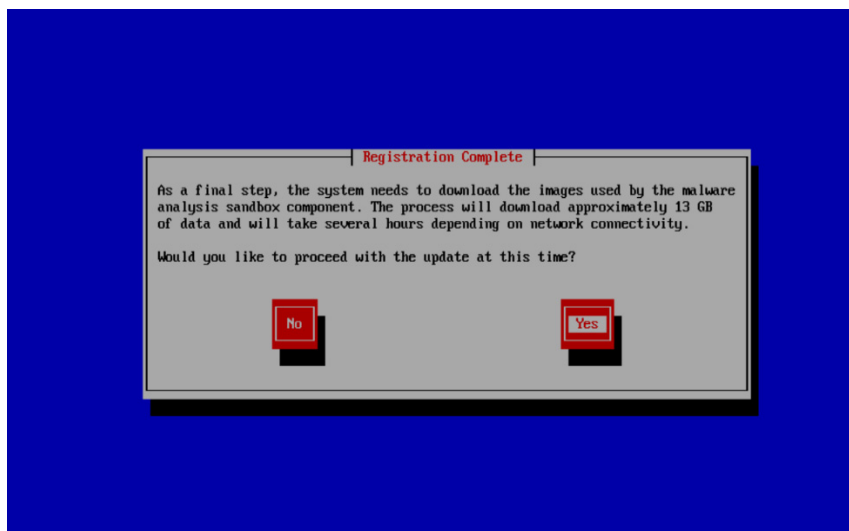 Registration Complete
As a final step, the system needs to download the images used by the malware
analysis sandbox component. The process will download approximately 13 GB
of data and will take several hours depending on network connectivity.
Would you like to proceed with the update at this time?
No
Yes